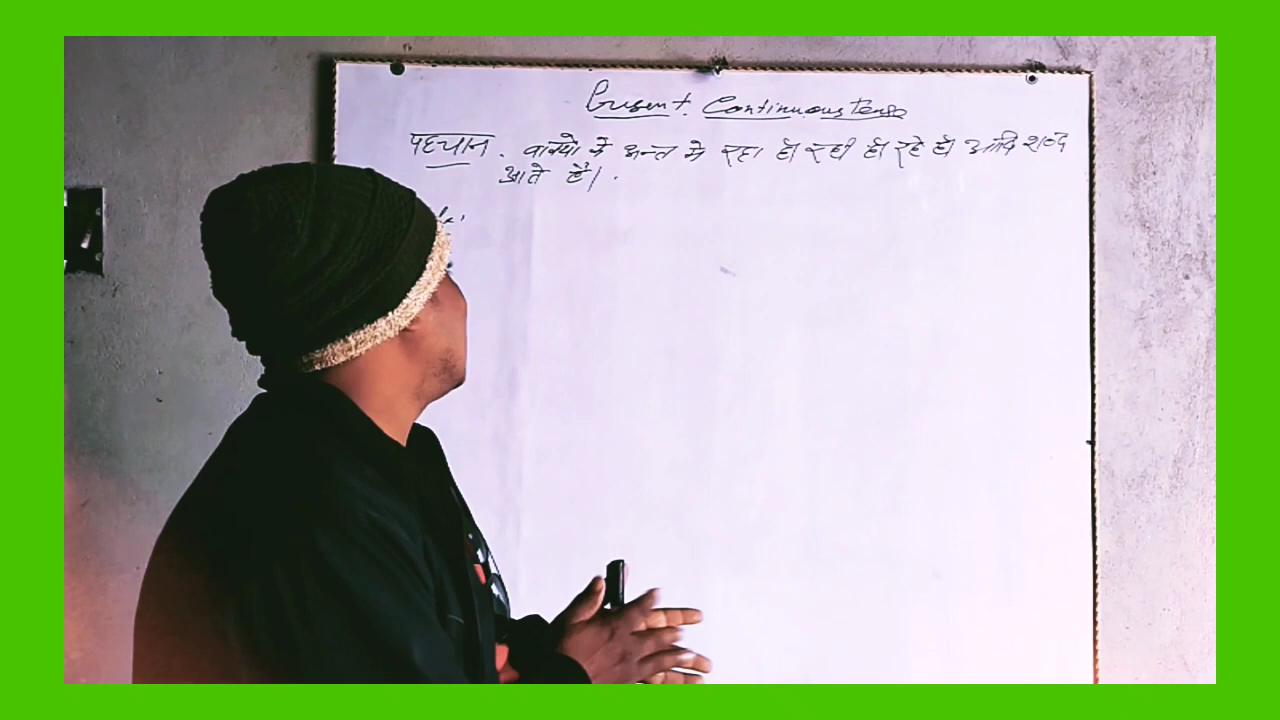 Present Continuous Tense
पहचान . वाक्यो के अन्त मे रहा हो रही हो रहे हो आदि शब्द
आते है।.